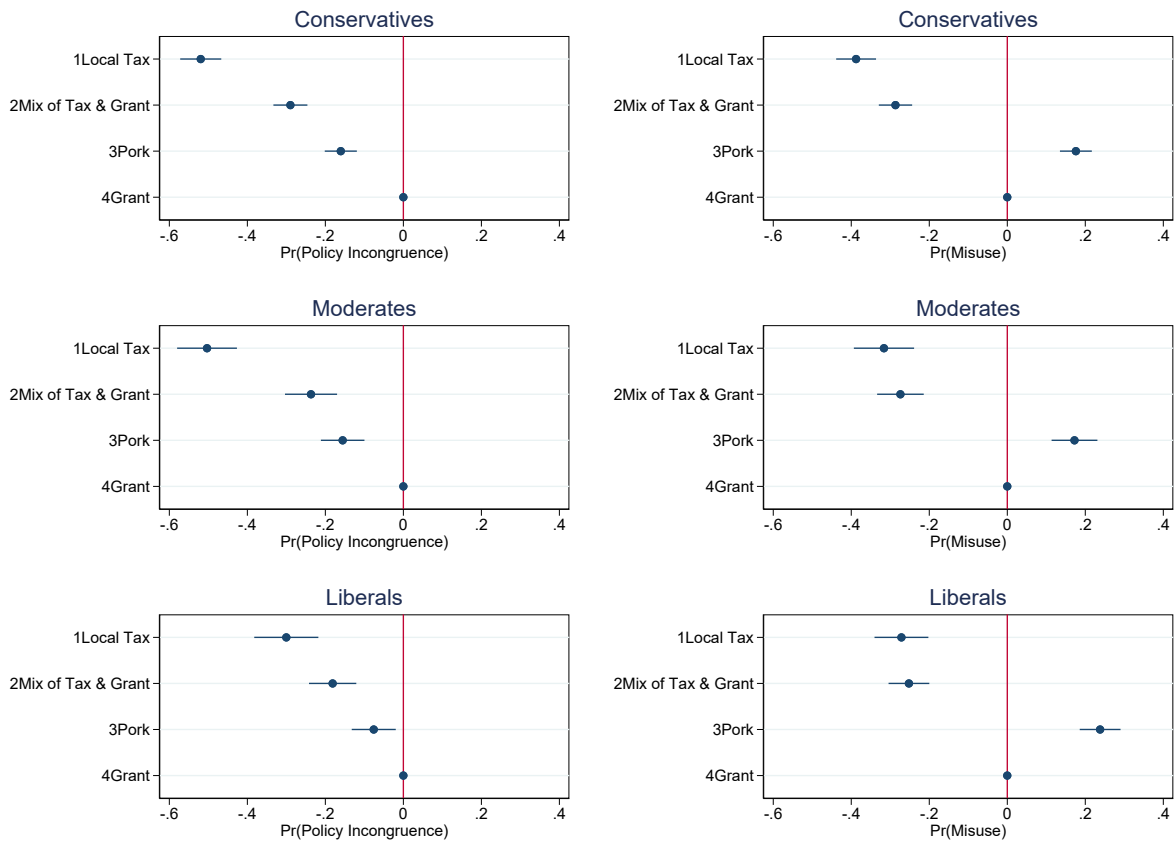 Conservatives
1Local Tax
2Mix of Tax & Grant
3Pork
4Grant
-.6 -.4 -.2 0 .2 .4
Pr(Policy Incongruence)
Conservatives
1Local Tax
2Mix of Tax & Grant
3Pork
4Grant
-.6 -.4 -.2 0 .2 .4
Pr(Misuse)
Moderates
1Local Tax
2Mix of Tax & Grant
3Pork
4Grant
-.6 -.4 -.2 0 .2 .4
Pr(Policy Incongruence)
Moderates
1Local Tax
2Mix of Tax & Grant
3Pork
4Grant
-.6 -.4 -.2 0 .2 .4
Pr(Misuse)
Liberals
1Local Tax
2Mix of Tax & Grant
3Pork
4Grant
-.6 -.4 -.2 0 .2 .4
Pr(Policy Incongruence)
Liberals
1Local Tax
2Mix of Tax & Grant
3Pork
4Grant
-.6 -.4 -.2 0 .2 .4
Pr(Misuse)